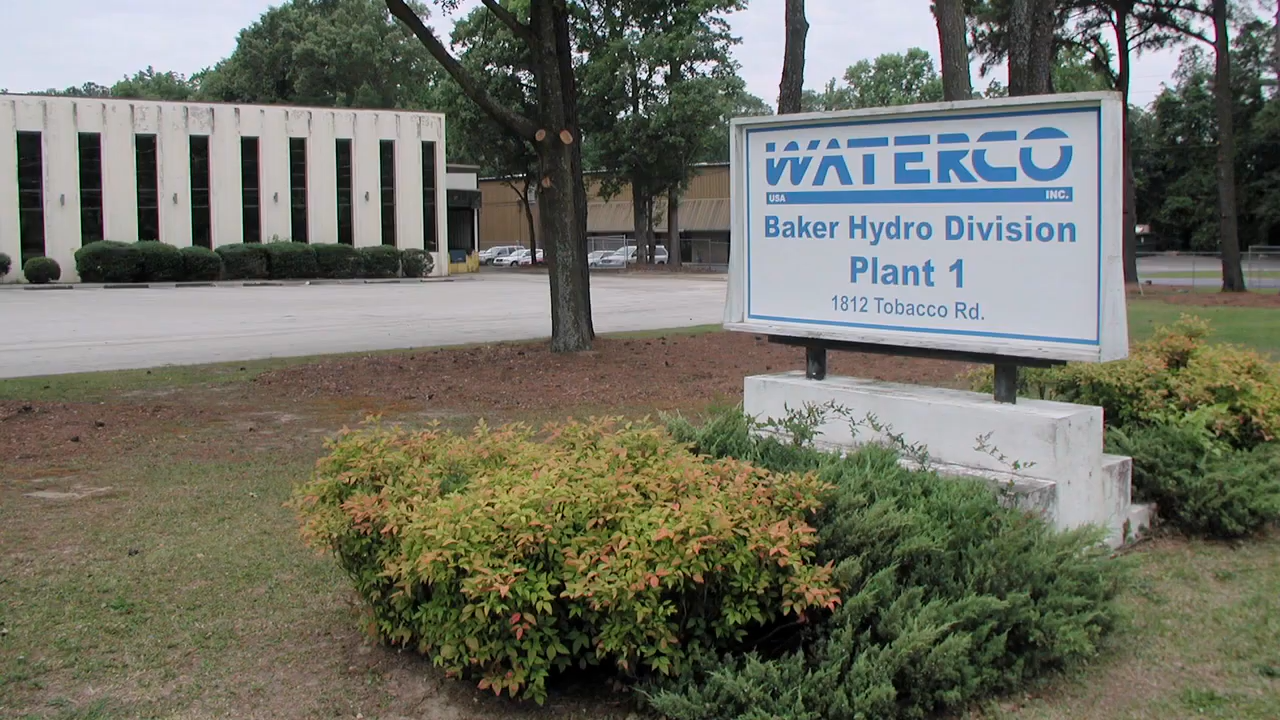 WATERCO
USA INC.
Baker Hydro Division
Plant 1
1812 Tobacco Rd.